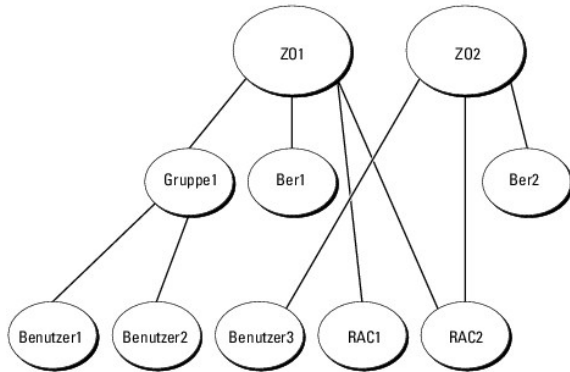 ZO1
ZO2
Gruppe1
Ber1
Ber2
Benutzer1
Benutzer2
Benutzer3
RAC1
RAC2